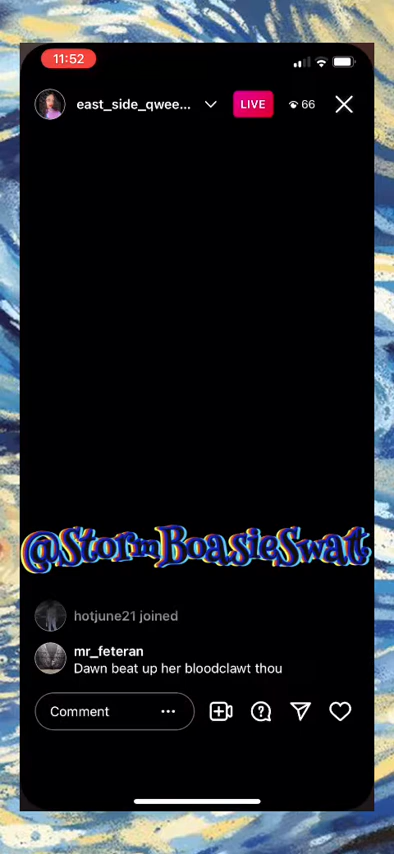 11:52
east_side_qwee...
LIVE
66
@StormBoasieSwatt
hotjune21 joined
mr_feteran
Dawn beat up her bloodclawt thou
Comment